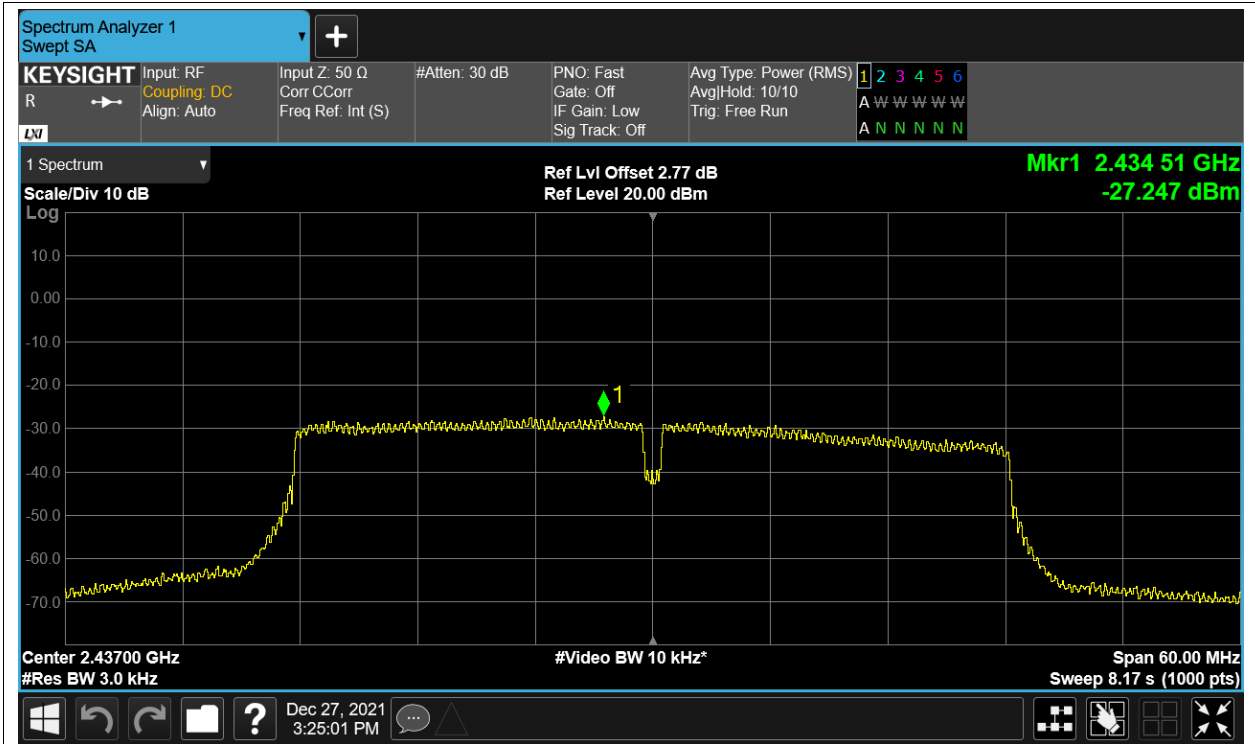 Spectrum Analyzer 1
Swept SA
KEYSIGHT
R
LXI
Input: RF
Coupling: DC
Align: Auto
Input Z: 50 Ω
Corr CCorr
Freq Ref: Int (S)
#Atten: 30 dB
PNO: Fast
Gate: Off
IF Gain: Low
Sig Track: Off
Avg Type: Power (RMS)
Avg|Hold: 10/10
Trig: Free Run
1 2 3 4 5 6
A W W W W W
A N N N N N
1 Spectrum
Scale/Div 10 dB
Log
Ref Lvl Offset 2.77 dB
Ref Level 20.00 dBm
Mkr1 2.434 51 GHz
-27.247 dBm
10.0
0.00
-10.0
-20.0
-30.0
-40.0
-50.0
-60.0
-70.0
1
Center 2.43700 GHz
#Res BW 3.0 kHz
#Video BW 10 kHz*
Span 60.00 MHz
Sweep 8.17 s (1000 pts)
?
Dec 27, 2021
3:25:01 PM